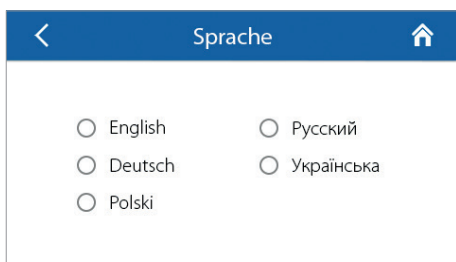 Sprache
English
Deutsch
Polski
Русский
Українська